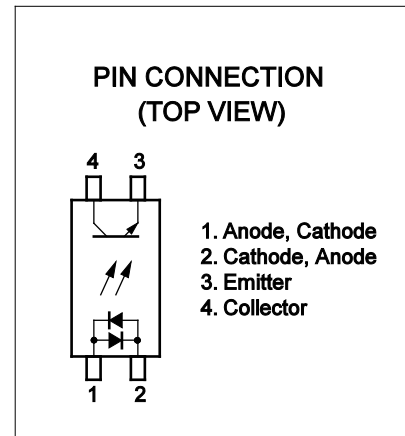 PIN CONNECTION
(TOP VIEW)
4 3
1. Anode, Cathode
2. Cathode, Anode
3. Emitter
4. Collector
1 2